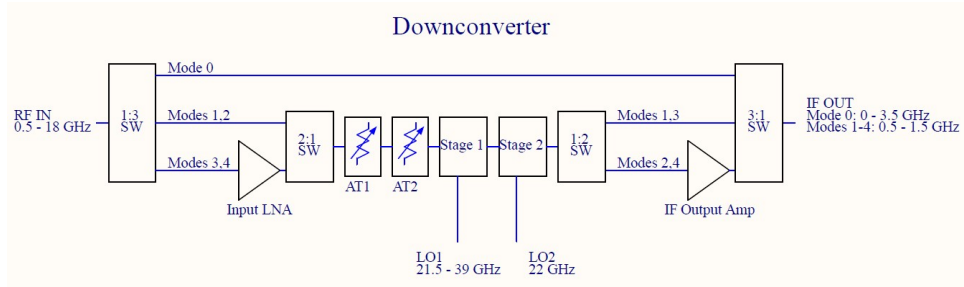 Downconverter
Mode 0
RF IN
0.5 - 18 GHz
1:3
SW
Modes 1,2
Modes 3,4
Input LNA
2:1
SW
AT1
AT2
Stage 1
Stage 2
LO1
21.5 - 39 GHz
LO2
22 GHz
1:2
SW
Modes 1,3
Modes 2,4
IF Output Amp
3:1
SW
IF OUT
Mode 0: 0 - 3.5 GHz
Modes 1-4: 0.5 - 1.5 GHz